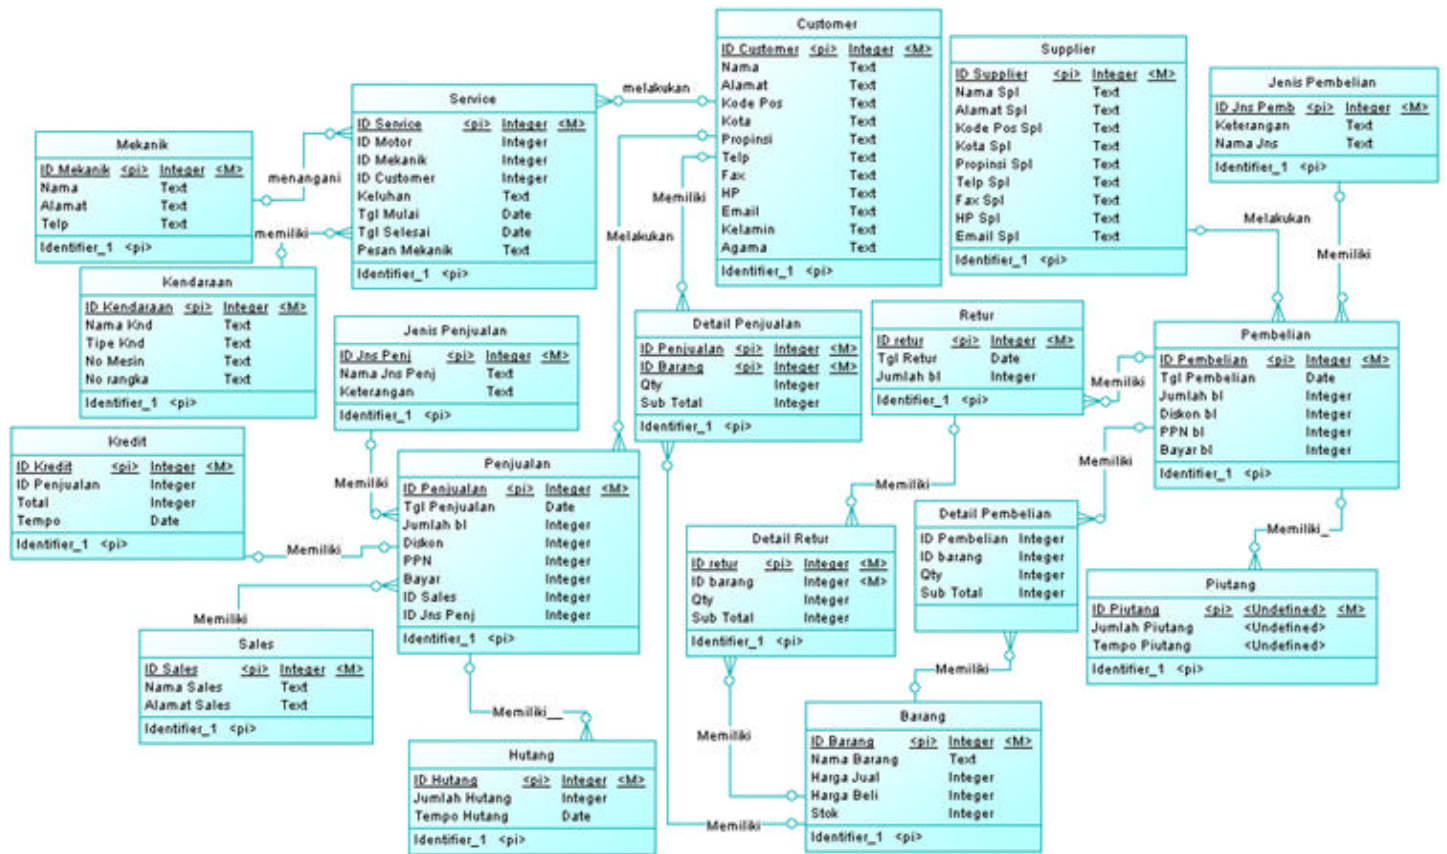 Customer
ID Customer <pi> Integer <M>
Nama Text
Alamat Text
Kode Pos Text
Kota Text
Propinsi Text
Telp Text
Fax Text
HP Text
Email Text
Kelamin Text
Agama Text
Identifier_1 <pi>
Supplier
ID Supplier <pi> Integer <M>
Nama Spl Text
Alamat Spl Text
Kode Pos Spl Text
Kota Spl Text
Propinsi Spl Text
Telp Spl Text
Fax Spl Text
HP Spl Text
Email Spl Text
Identifier_1 <pi>
Jenis Pembelian
ID Jns Pemb <pi> Integer <M>
Keterangan Text
Nama Jns Text
Identifier_1 <pi>
Service
ID Service <pi> Integer <M>
ID Motor Integer
ID Mekanik Integer
ID Customer Integer
Keluhan Text
Tgl Mulai Date
Tgl Selesai Date
Pesan Mekanik Text
Identifier_1 <pi>
melakukan
Mekanik
ID Mekanik <pi> Integer <M>
Nama Text
Alamat Text
Telp Text
Identifier_1 <pi>
menangani
memiliki
Memiliki
Melakukan
Melakukan
Memiliki
Kendaraan
ID Kendaraan <pi> Integer <M>
Nama Knd Text
Tipe Knd Text
No Mesin Text
No rangka Text
Identifier_1 <pi>
Jenis Penjualan
ID Jns Penj <pi> Integer <M>
Nama Jns Penj Text
Keterangan Text
Identifier_1 <pi>
Detail Penjualan
ID Penjualan <pi> Integer <M>
ID Barang <pi> Integer <M>
Qty Integer
Sub Total Integer
Identifier_1 <pi>
Retur
ID retur <pi> Integer <M>
Tgl Retur Date
Jumlah bl Integer
Identifier_1 <pi>
Memiliki
Pembelian
ID Pembelian <pi> Integer <M>
Tgl Pembelian Date
Jumlah bl Integer
Diskon bl Integer
PPN bl Integer
Bayar bl Integer
Identifier_1 <pi>
Kredit
ID Kredit <pi> Integer <M>
ID Penjualan Integer
Total Integer
Tempo Date
Identifier_1 <pi>
Memiliki
Memiliki
Penjualan
ID Penjualan <pi> Integer <M>
Tgl Penjualan Date
Jumlah bl Integer
Diskon Integer
PPN Integer
Bayar Integer
ID Sales Integer
ID Jns Penj Integer
Identifier_1 <pi>
Memiliki
Memiliki
Detail Retur
ID retur <pi> Integer <M>
ID barang Integer <M>
Qty Integer
Sub Total Integer
Identifier_1 <pi>
Detail Pembelian
ID Pembelian Integer
ID barang Integer
Qty Integer
Sub Total Integer
Memiliki_
Piutang
ID Piutang <pi> <Undefined> <M>
Jumlah Piutang <Undefined>
Tempo Piutang <Undefined>
Identifier_1 <pi>
Memiliki
Sales
ID Sales <pi> Integer <M>
Nama Sales Text
Alamat Sales Text
Identifier_1 <pi>
Memiliki__
Memiliki
Memiliki
Memiliki
Hutang
ID Hutang <pi> Integer <M>
Jumlah Hutang Integer
Tempo Hutang Date
Identifier_1 <pi>
Barang
ID Barang <pi> Integer <M>
Nama Barang Text
Harga Jual Integer
Harga Beli Integer
Stok Integer
Identifier_1 <pi>